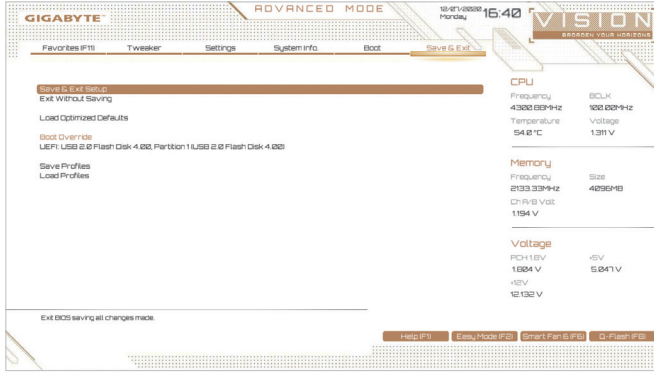 GIGABYTE™
ADVANCED MODE
12/07/2020
Monday
16:40
VISION
BROADEN YOUR HORIZONS
Favorites (F11) Tweaker Settings System Info. Boot Save & Exit
Save & Exit Setup
Exit Without Saving
Load Optimized Defaults
Boot Override
UEFI: USB 2.0 Flash Disk 4.00, Partition 1 (USB 2.0 Flash Disk 4.00)
Save Profiles
Load Profiles
CPU
Frequency BCLK
4300.88MHz 100.00MHz
Temperature Voltage
54.0 °C 1.311 V
Memory
Frequency Size
2133.33MHz 4096MB
Ch A/B Volt
1.194 V
Voltage
PCH 1.8V +5V
1.804 V 5.047 V
+12V
12.132 V
Exit BIOS saving all changes made.
Help (F1) Easy Mode (F2) Smart Fan 6 (F6) Q-Flash (F8)